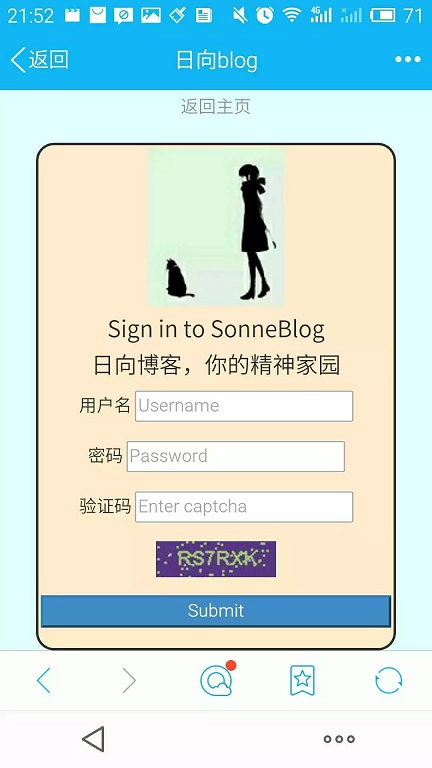 21:52 4G 71
返回 日向blog
返回主页
Sign in to SonneBlog
日向博客，你的精神家园
用户名 Username
密码 Password
验证码 Enter captcha
RS7RXK
Submit